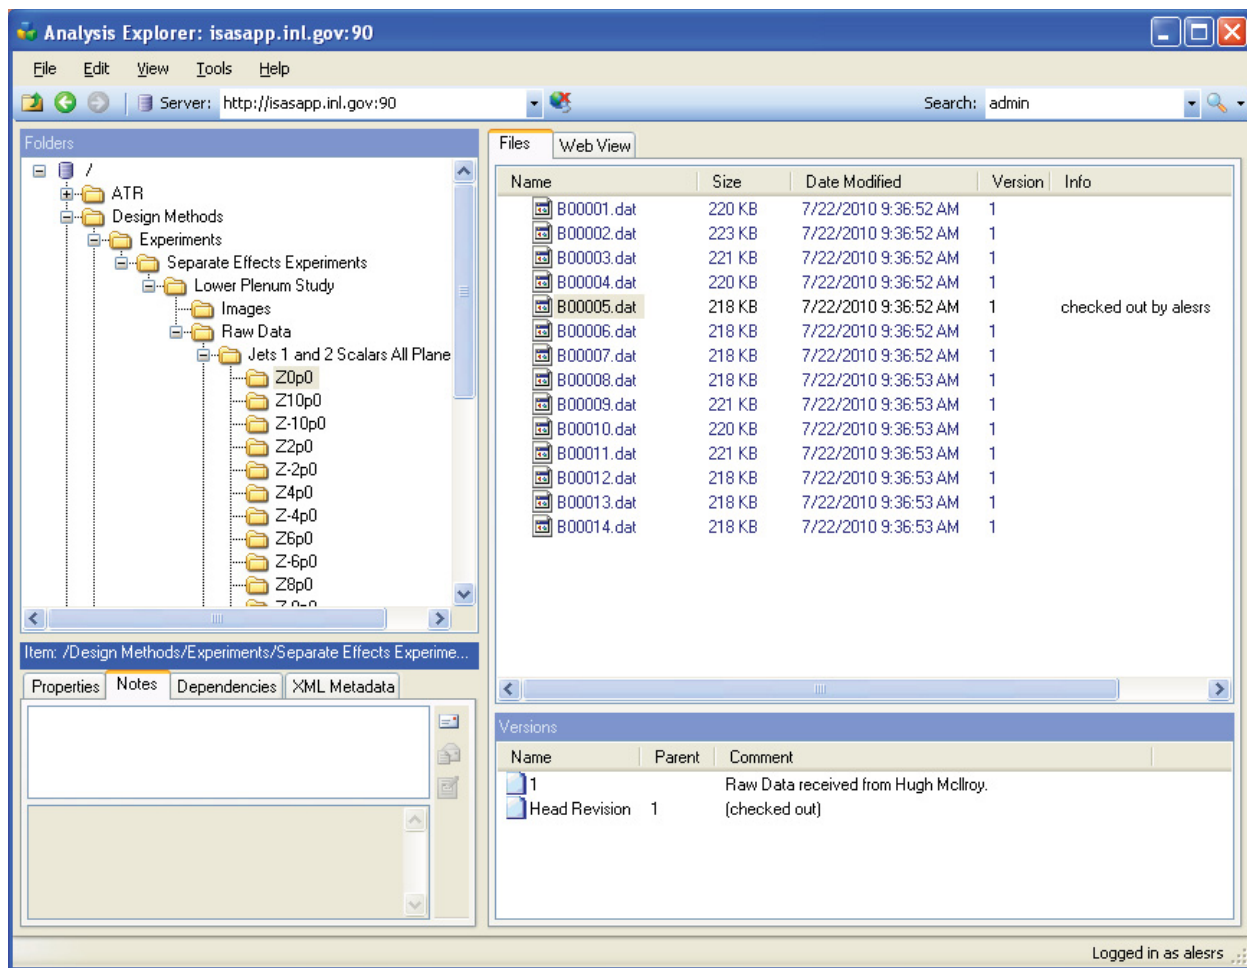 Analysis Explorer: isasapp.inl.gov:90
File Edit View Tools Help
Server: http://isasapp.inl.gov:90 Search: admin
Folders
/
ATR
Design Methods
Experiments
Separate Effects Experiments
Lower Plenum Study
Images
Raw Data
Jets 1 and 2 Scalars All Plane
Z0p0
Z10p0
Z-10p0
Z2p0
Z-2p0
Z4p0
Z-4p0
Z6p0
Z-6p0
Z8p0
Item: /Design Methods/Experiments/Separate Effects Experime...
Properties Notes Dependencies XML Metadata
Files Web View
Name Size Date Modified Version Info
B00001.dat 220 KB 7/22/2010 9:36:52 AM 1
B00002.dat 223 KB 7/22/2010 9:36:52 AM 1
B00003.dat 221 KB 7/22/2010 9:36:52 AM 1
B00004.dat 220 KB 7/22/2010 9:36:52 AM 1
B00005.dat 218 KB 7/22/2010 9:36:52 AM 1 checked out by alesrs
B00006.dat 218 KB 7/22/2010 9:36:52 AM 1
B00007.dat 218 KB 7/22/2010 9:36:52 AM 1
B00008.dat 218 KB 7/22/2010 9:36:53 AM 1
B00009.dat 221 KB 7/22/2010 9:36:53 AM 1
B00010.dat 220 KB 7/22/2010 9:36:53 AM 1
B00011.dat 221 KB 7/22/2010 9:36:53 AM 1
B00012.dat 218 KB 7/22/2010 9:36:53 AM 1
B00013.dat 218 KB 7/22/2010 9:36:53 AM 1
B00014.dat 218 KB 7/22/2010 9:36:53 AM 1
Versions
Name Parent Comment
1 Raw Data received from Hugh McIlroy.
Head Revision 1 (checked out)
Logged in as alesrs